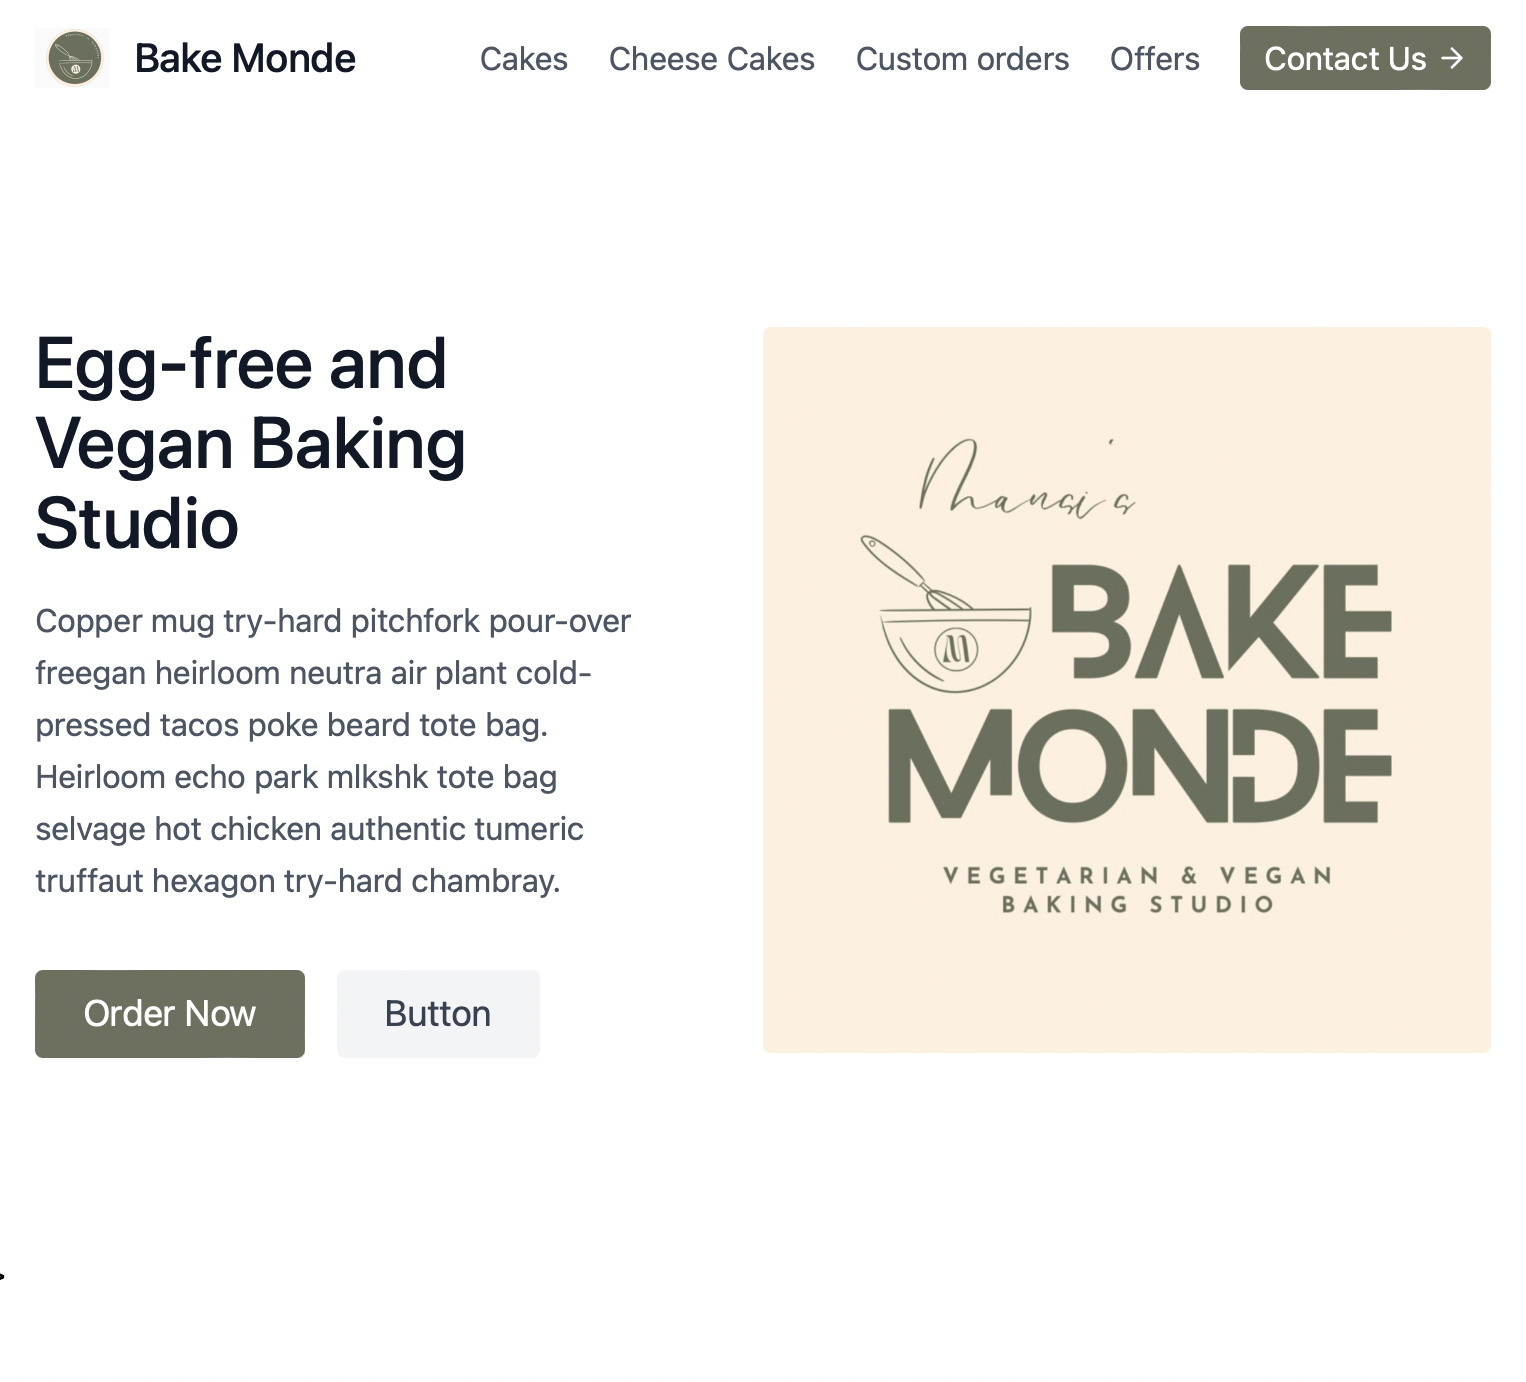 Bake Monde
Cakes
Cheese Cakes
Custom orders
Offers
Contact Us →
Egg-free and
Vegan Baking
Studio
Copper mug try-hard pitchfork pour-over
freegan heirloom neutra air plant cold-
pressed tacos poke beard tote bag.
Heirloom echo park mlkshk tote bag
selvage hot chicken authentic tumeric
truffaut hexagon try-hard chambray.
Order Now
Button
Mansi's
M
BAKE
MONDE
VEGETARIAN & VEGAN
BAKING STUDIO
>